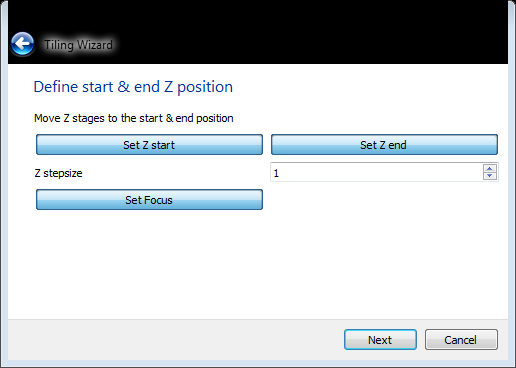 Tiling Wizard
Define start & end Z position
Move Z stages to the start & end position
Set Z start Set Z end
Z stepsize 1
Set Focus
Next Cancel